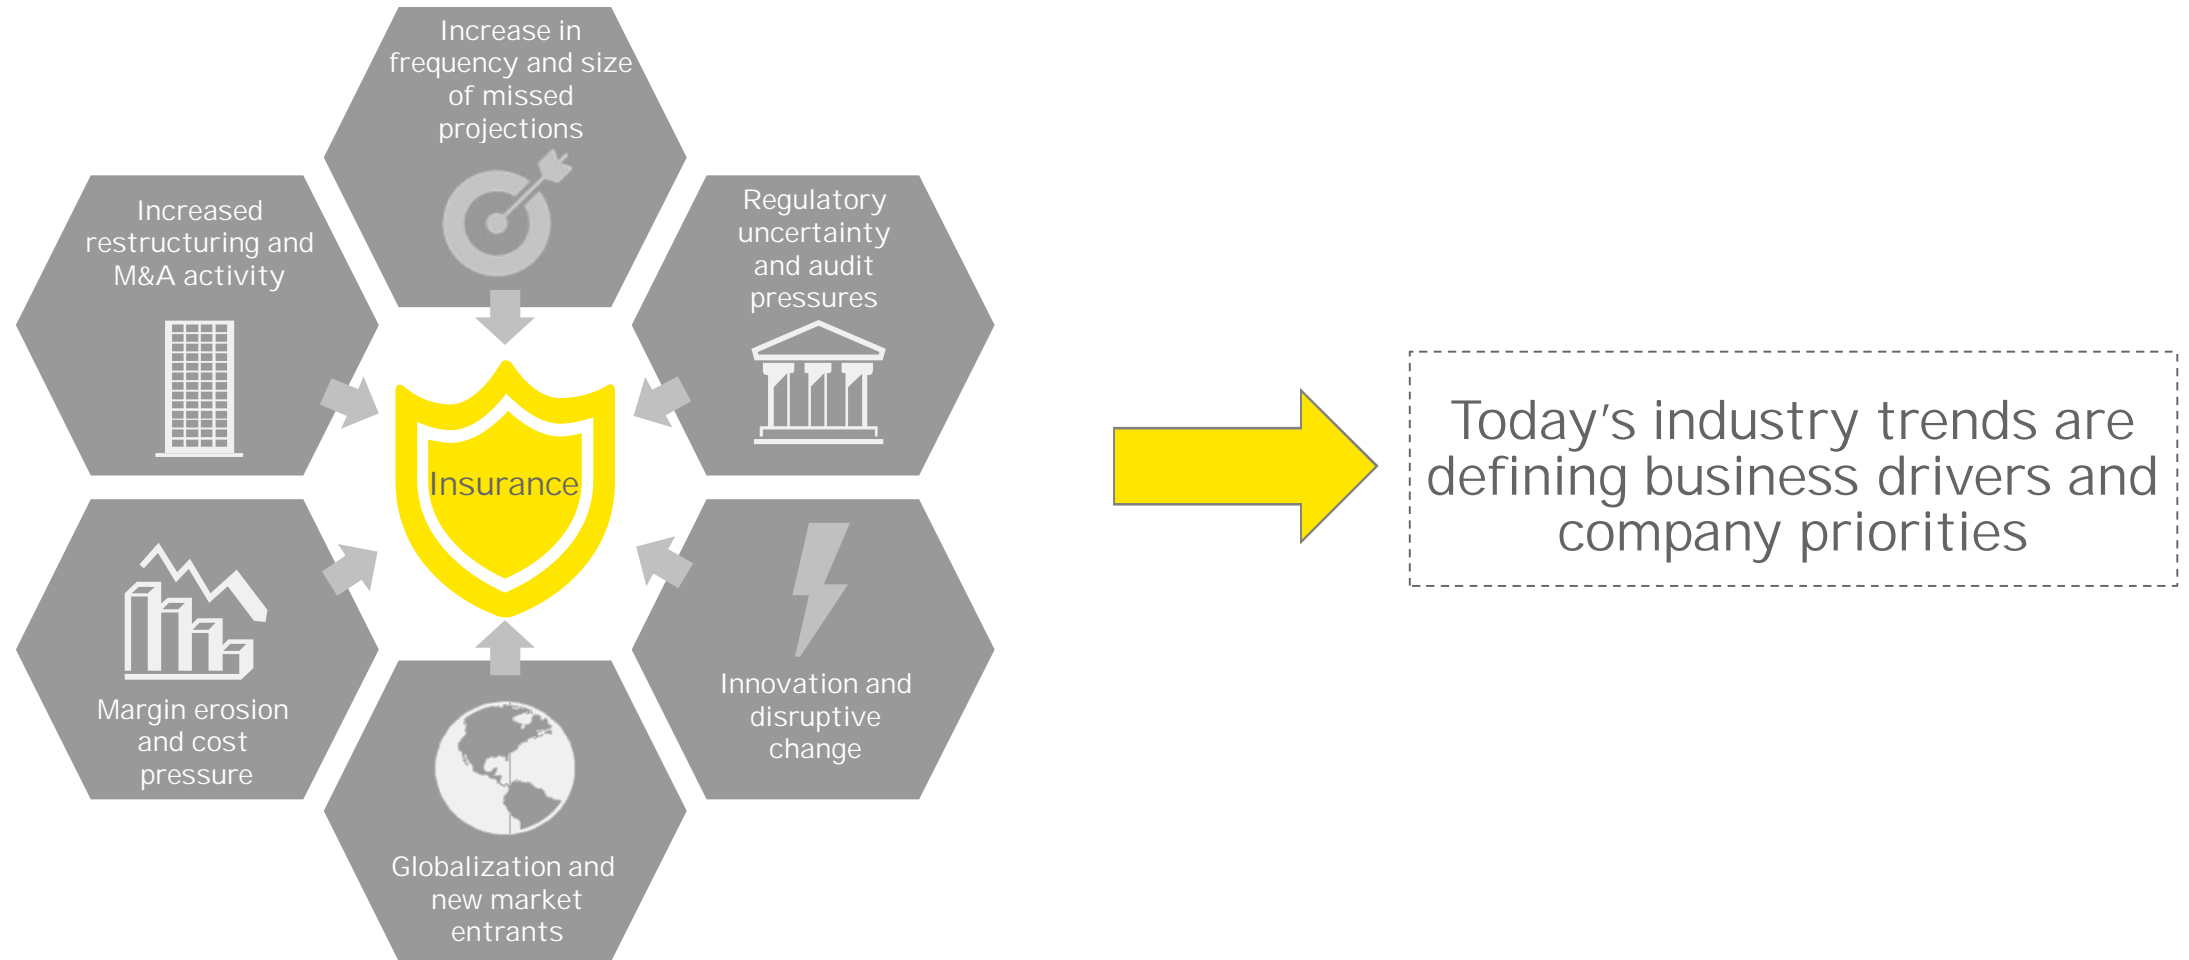 Increase in
frequency and size
of missed
projections
Increased
restructuring and
M&A activity
Regulatory
uncertainty
and audit
pressures
Insurance
Today's industry trends are
defining business drivers and
company priorities
Margin erosion
and cost
pressure
Innovation and
disruptive
change
Globalization and
new market
entrants